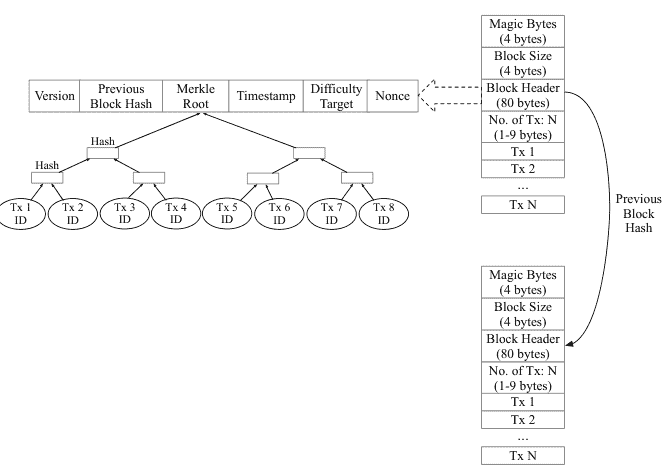 Magic Bytes
(4 bytes)
Block Size
(4 bytes)
Block Header
(80 bytes)
No. of Tx: N
(1-9 bytes)
Tx 1
Tx 2
...
Tx N
Version
Previous
Block Hash
Merkle
Root
Timestamp
Difficulty
Target
Nonce
Hash
Hash
Tx 1
ID
Tx 2
ID
Tx 3
ID
Tx 4
ID
Tx 5
ID
Tx 6
ID
Tx 7
ID
Tx 8
ID
Previous
Block
Hash
Magic Bytes
(4 bytes)
Block Size
(4 bytes)
Block Header
(80 bytes)
No. of Tx: N
(1-9 bytes)
Tx 1
Tx 2
...
Tx N